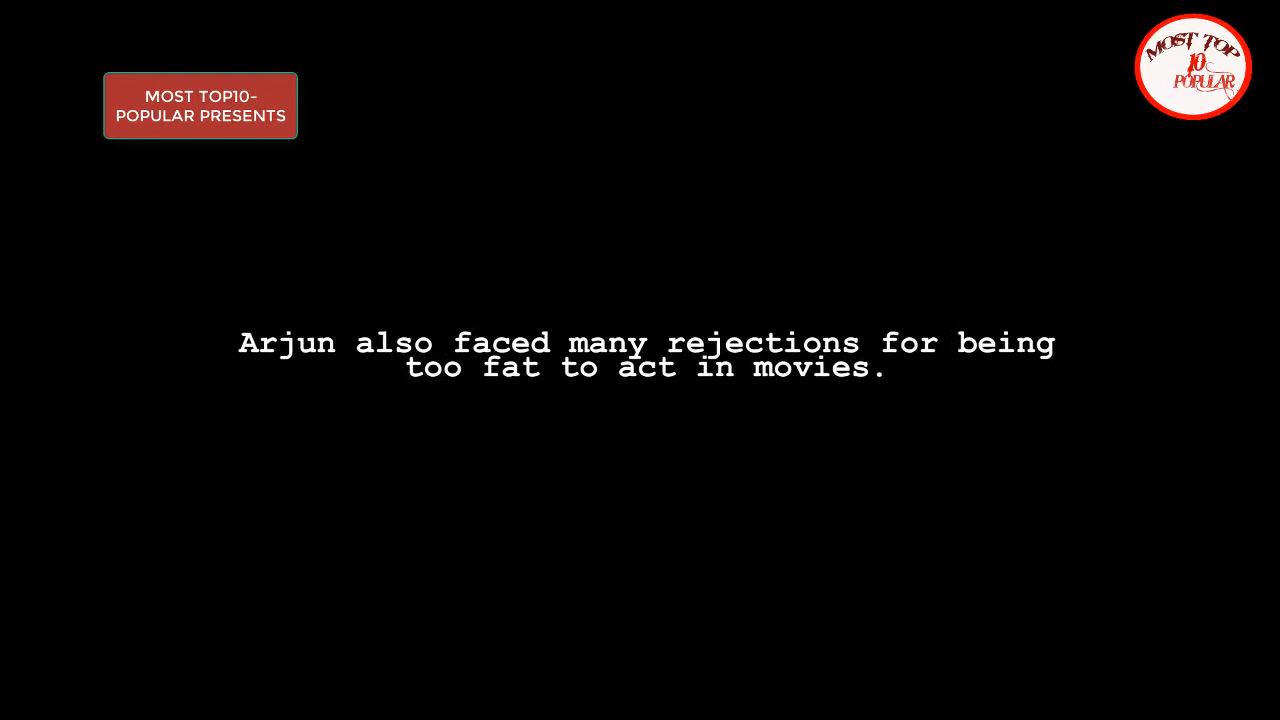 MOST TOP
10
POPULAR
MOST TOP10-
POPULAR PRESENTS
Arjun also faced many rejections for being
too fat to act in movies.